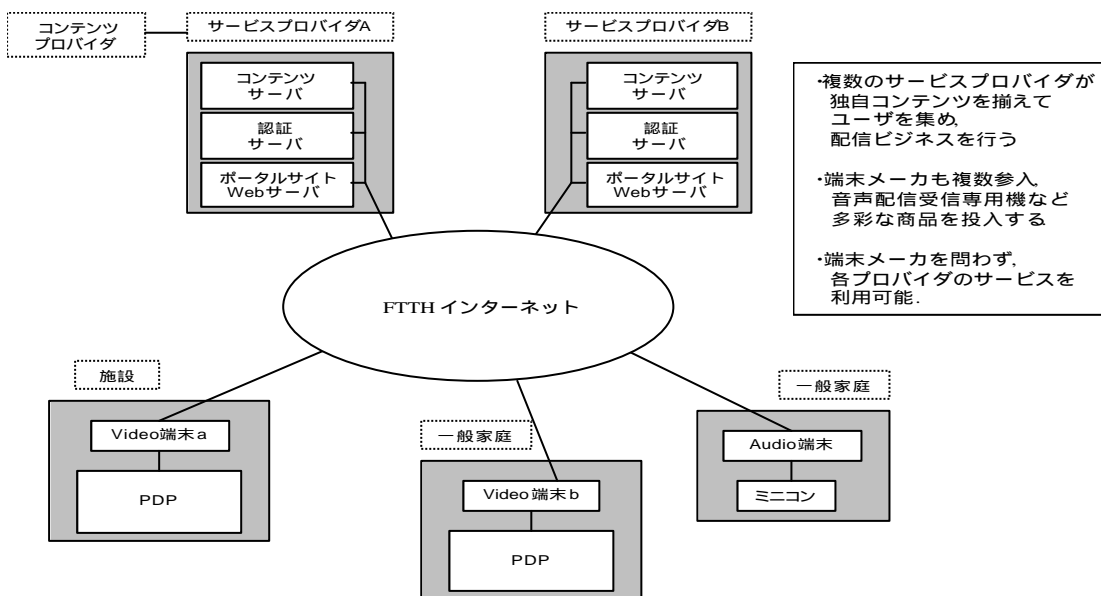 コンテンツ
プロバイダ
サービスプロバイダA
コンテンツ
サーバ
認証
サーバ
ポータルサイト
Webサーバ
サービスプロバイダB
コンテンツ
サーバ
認証
サーバ
ポータルサイト
Webサーバ
・複数のサービスプロバイダが
独自コンテンツを揃えて
ユーザを集め,
配信ビジネスを行う
・端末メーカも複数参入,
音声配信受信専用機など
多彩な商品を投入する
・端末メーカを問わず,
各プロバイダのサービスを
利用可能.
FTTH インターネット
施設
Video端末a
PDP
一般家庭
Video端末b
PDP
一般家庭
Audio端末
ミニコン